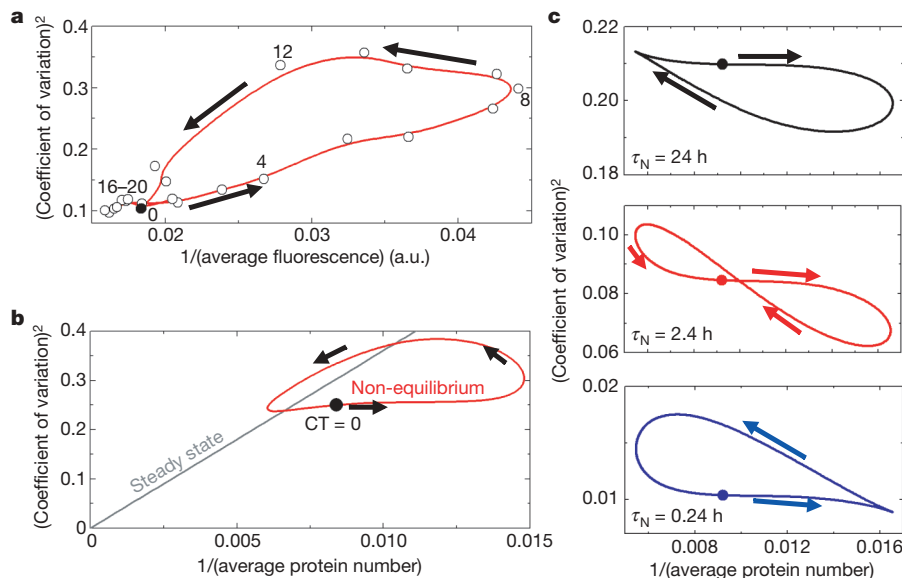 a
(Coefficient of variation)²
0.4
0.3
0.2
0.1
12
8
4
16–20
0
0.02
0.03
0.04
1/(average fluorescence) (a.u.)
b
(Coefficient of variation)²
0.4
0.3
0.2
0.1
0
Non-equilibrium
CT = 0
Steady state
0
0.005
0.010
0.015
1/(average protein number)
c
(Coefficient of variation)²
0.22
0.20
0.18
τN = 24 h
0.10
0.08
0.06
τN = 2.4 h
0.02
0.01
τN = 0.24 h
0.008
0.012
0.016
1/(average protein number)